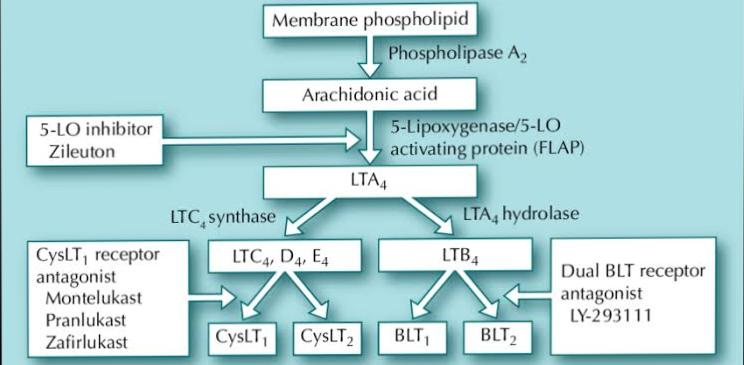 Membrane phospholipid
Phospholipase A₂
Arachidonic acid
5-LO inhibitor
Zileuton
5-Lipoxygenase/5-LO
activating protein (FLAP)
LTA₄
LTC₄ synthase
LTA₄ hydrolase
CysLT₁ receptor
antagonist
Montelukast
Pranlukast
Zafirlukast
LTC₄, D₄, E₄
LTB₄
Dual BLT receptor
antagonist
LY-293111
CysLT₁
CysLT₂
BLT₁
BLT₂